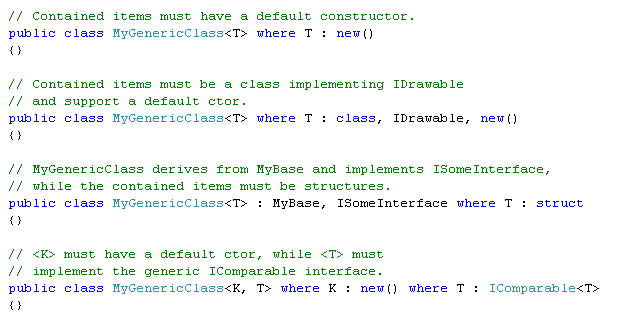 // Contained items must have a default constructor.
public class MyGenericClass<T> where T : new()
{}
// Contained items must be a class implementing IDrawable
// and support a default ctor.
public class MyGenericClass<T> where T : class, IDrawable, new()
{}
// MyGenericClass derives from MyBase and implements ISomeInterface,
// while the contained items must be structures.
public class MyGenericClass<T> : MyBase, ISomeInterface where T : struct
{}
// <K> must have a default ctor, while <T> must
// implement the generic IComparable interface.
public class MyGenericClass<K, T> where K : new() where T : IComparable<T>
{}